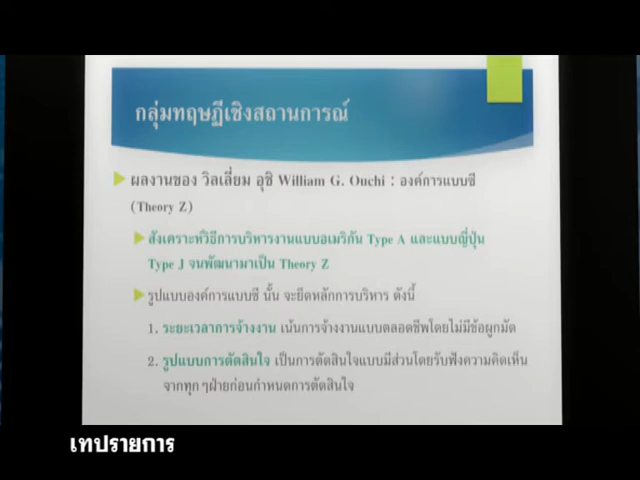 กลุ่มทฤษฏีเชิงสถานการณ์
ผลงานของ วิลเลี่ยม อุชิ William G. Ouchi : องค์การแบบซี
(Theory Z)
สังเคราะห์วิธีการบริหารงานแบบอเมริกัน Type A และแบบญี่ปุ่น
Type J จนพัฒนามาเป็น Theory Z
รูปแบบองค์การแบบซี นั้น จะยึดหลักการบริหาร ดังนี้
1. ระยะเวลาการจ้างงาน เน้นการจ้างงานแบบตลอดชีพโดยไม่มีข้อผูกมัด
2. รูปแบบการตัดสินใจ เป็นการตัดสินใจแบบมีส่วนโดยรับฟังความคิดเห็น
จากทุก ๆฝ่ายก่อนกำหนดการตัดสินใจ
เทปรายการ